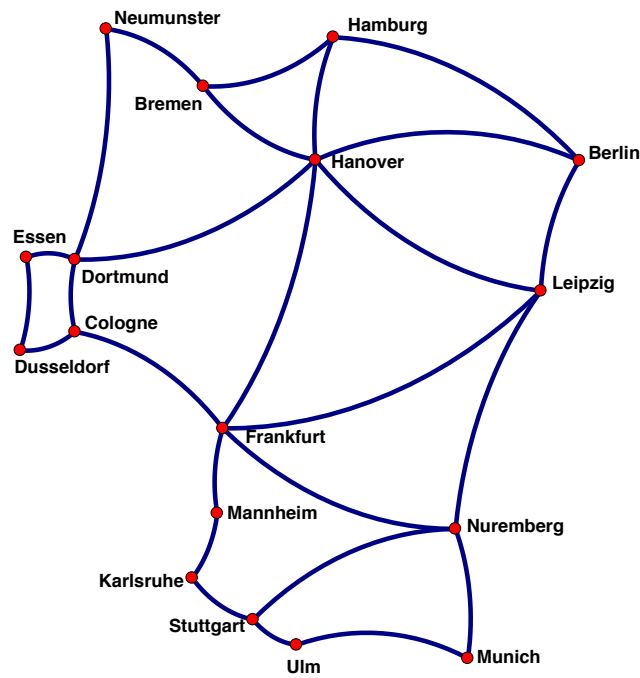 Neumunster
Hamburg
Bremen
Berlin
Hanover
Essen
Dortmund
Leipzig
Cologne
Dusseldorf
Frankfurt
Mannheim
Nuremberg
Karlsruhe
Stuttgart
Ulm
Munich